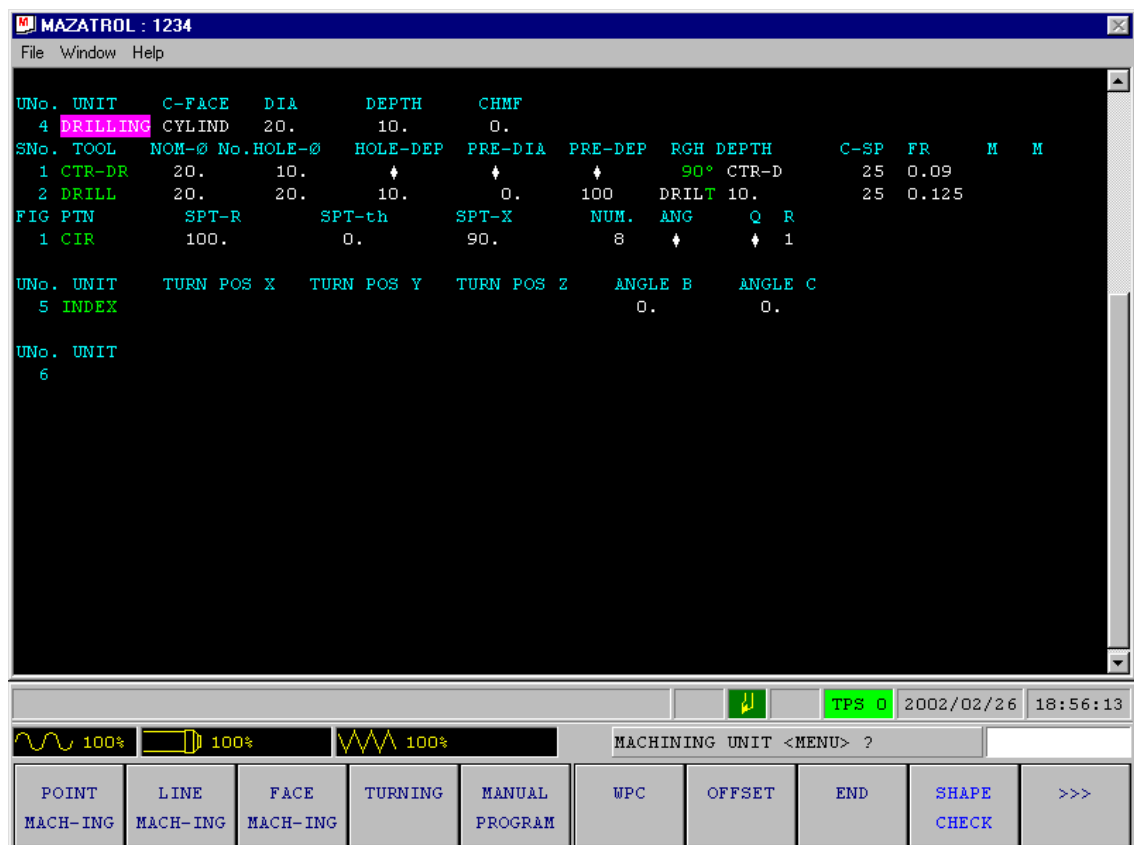 MAZATROL : 1234
File Window Help
UNo. UNIT C-FACE DIA DEPTH CHMF
4 DRILLING CYLIND 20. 10. 0.
SNo. TOOL NOM-Ø No.HOLE-Ø HOLE-DEP PRE-DIA PRE-DEP RGH DEPTH C-SP FR M M
1 CTR-DR 20. 10. ♦ ♦ ♦ 90° CTR-D 25 0.09
2 DRILL 20. 20. 10. 0. 100 DRILT 10. 25 0.125
FIG PTN SPT-R SPT-th SPT-X NUM. ANG Q R
1 CIR 100. 0. 90. 8 ♦ ♦ 1
UNo. UNIT TURN POS X TURN POS Y TURN POS Z ANGLE B ANGLE C
5 INDEX 0. 0.
UNo. UNIT
6
TPS 0 2002/02/26 18:56:13
100% 100% 100% MACHINING UNIT <MENU> ?
POINT LINE FACE TURNING MANUAL WPC OFFSET END SHAPE >>>
MACH-ING MACH-ING MACH-ING PROGRAM CHECK